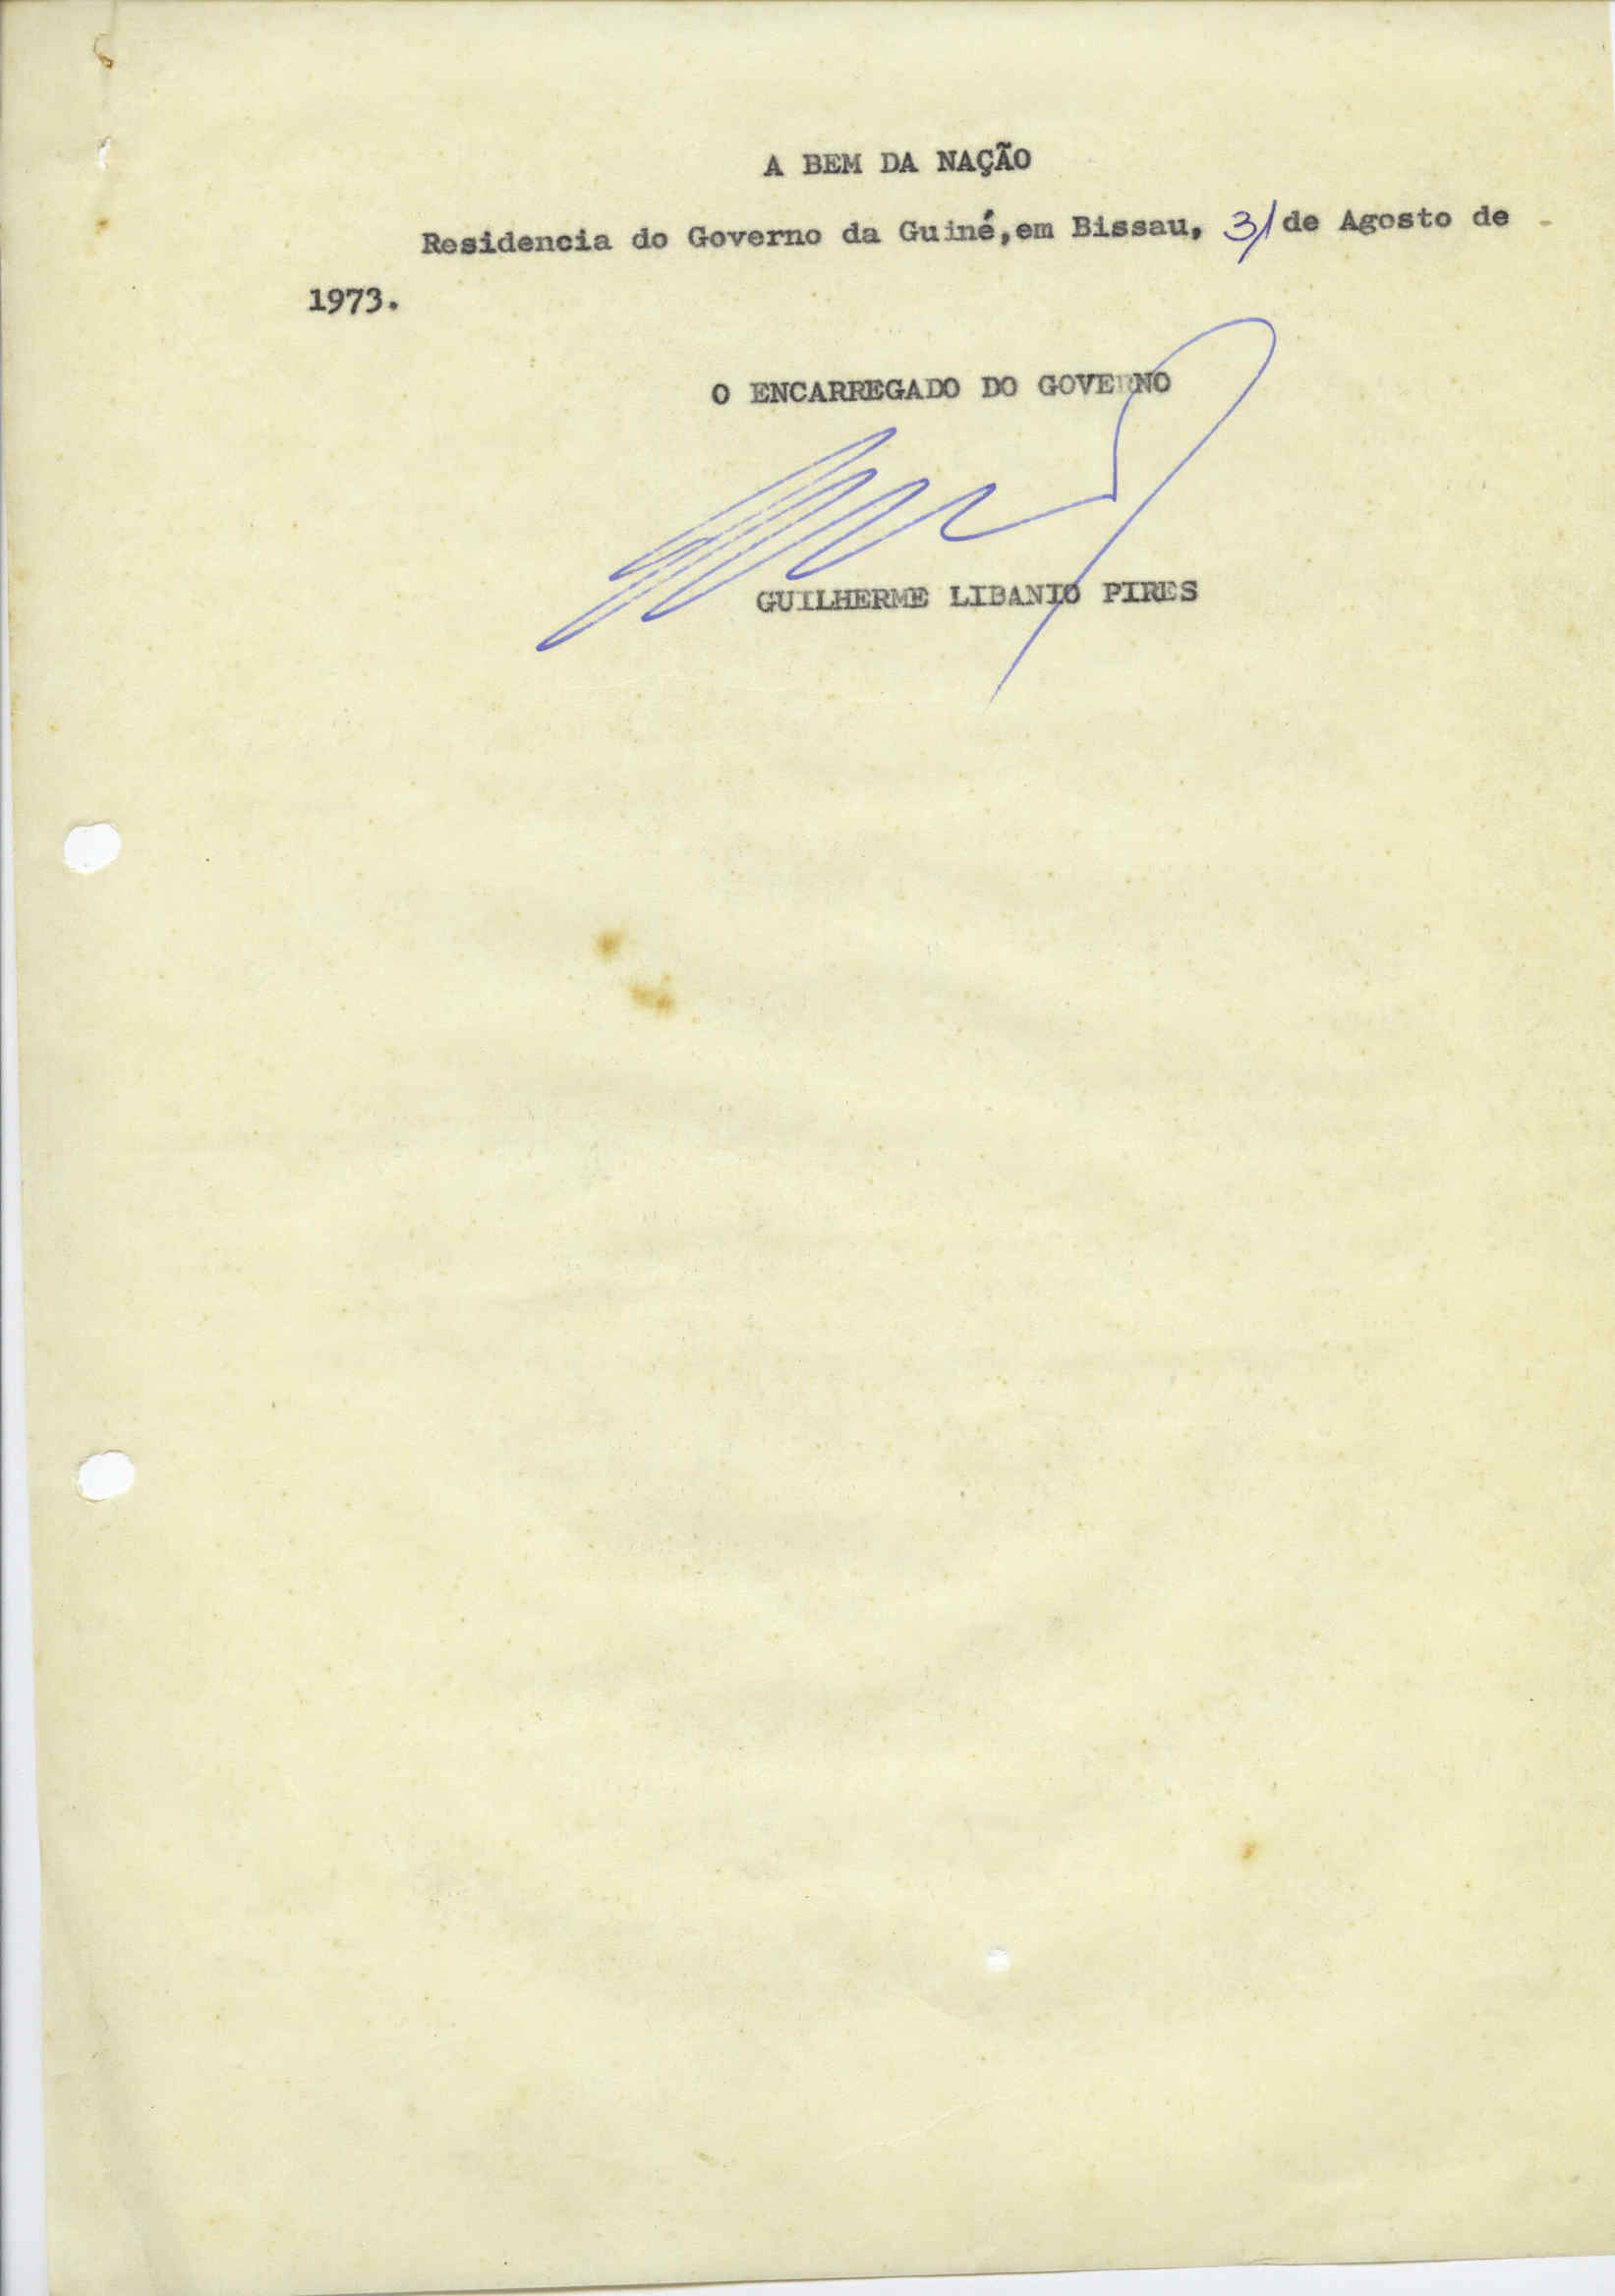 A BEM DA NAÇÃO
Residencia do Governo da Guiné,em Bissau, 31 de Agosto de
1973.
O ENCARREGADO DO GOVERNO
GUILHERME LIBANIO PIRES